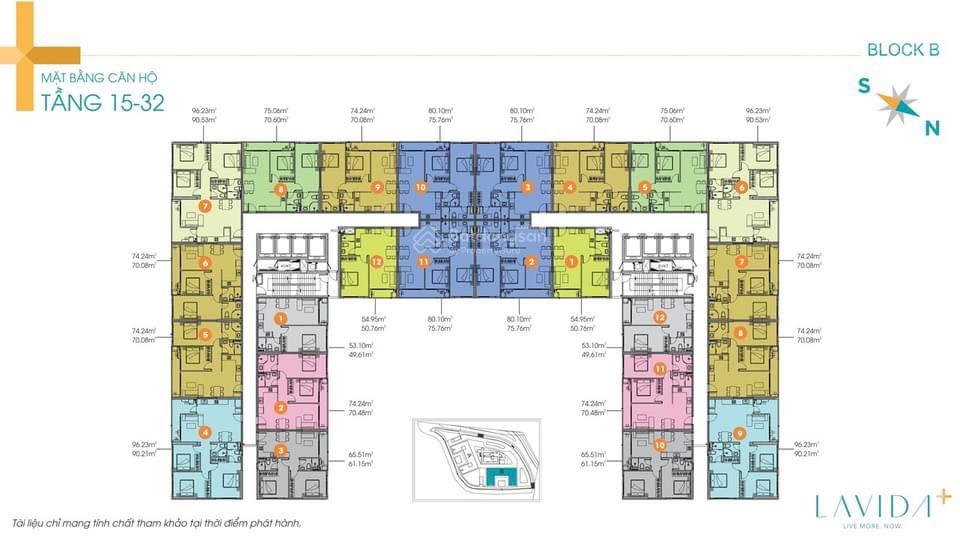 BLOCK B
MẶT BẰNG CĂN HỘ
TẦNG 15-32
S
N
96.23m²
90.53m²
75.06m²
70.60m²
74.24m²
70.08m²
80.10m²
75.76m²
80.10m²
75.76m²
74.24m²
70.08m²
75.06m²
70.60m²
96.23m²
90.53m²
7
8
9
10
3
4
5
6
74.24m²
70.08m²
6
12
11
2
1
7
74.24m²
70.08m²
54.95m²
50.76m²
80.10m²
75.76m²
80.10m²
75.76m²
54.95m²
50.76m²
74.24m²
70.08m²
5
1
53.10m²
49.61m²
53.10m²
49.61m²
12
8
74.24m²
70.08m²
2
74.24m²
70.48m²
74.24m²
70.48m²
11
96.23m²
90.21m²
4
3
65.51m²
61.15m²
A
C
65.51m²
61.15m²
10
9
96.23m²
90.21m²
LAVIDA+
LIVE MORE. NOW.
Tài liệu chỉ mang tính chất tham khảo tại thời điểm phát hành.